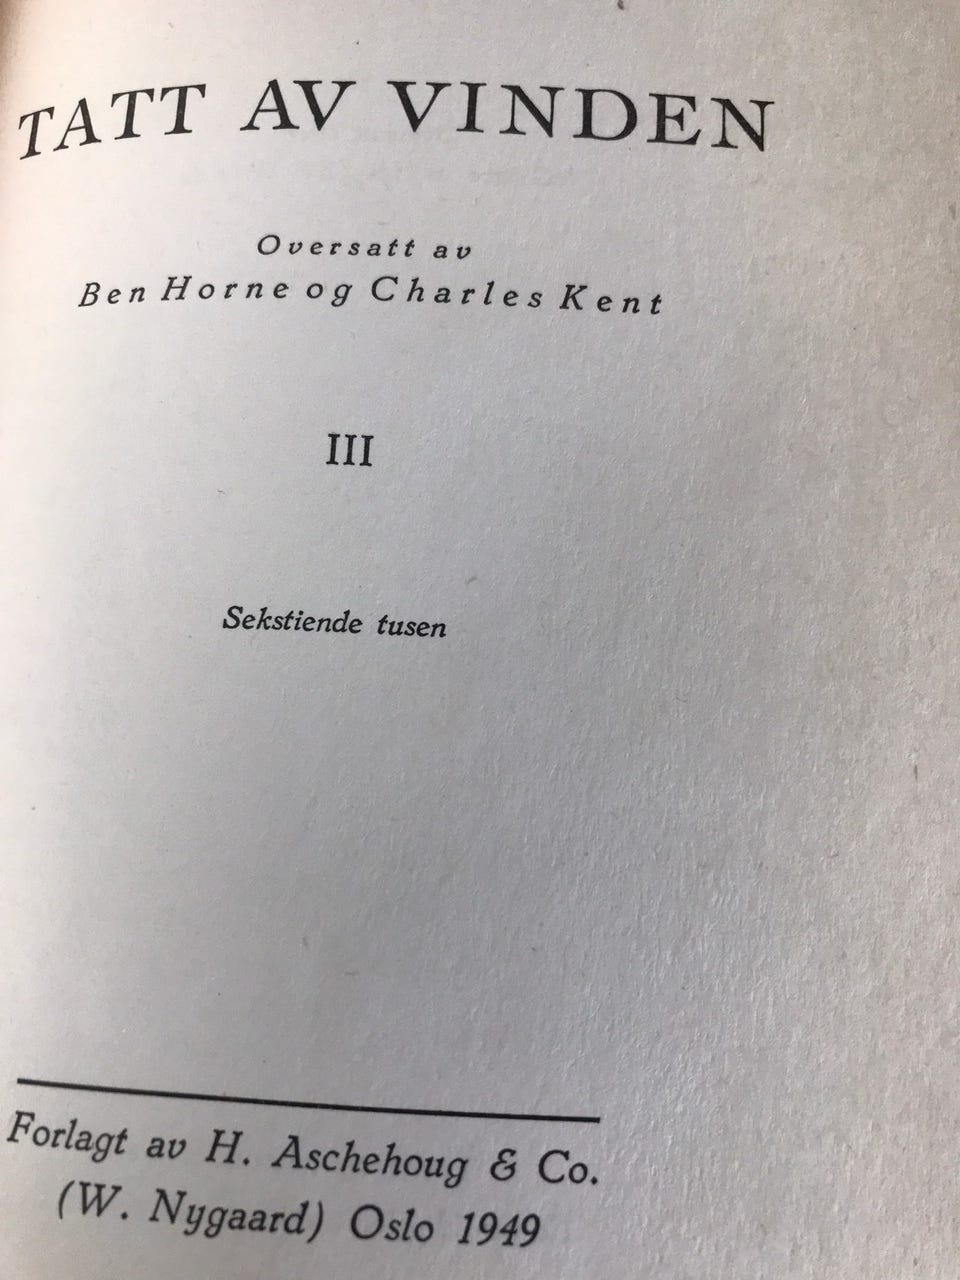 TATT AV VINDEN
Oversatt av
Ben Horne og Charles Kent
III
Sekstiende tusen
Forlagt av H. Aschehoug & Co.
(W. Nygaard) Oslo 1949